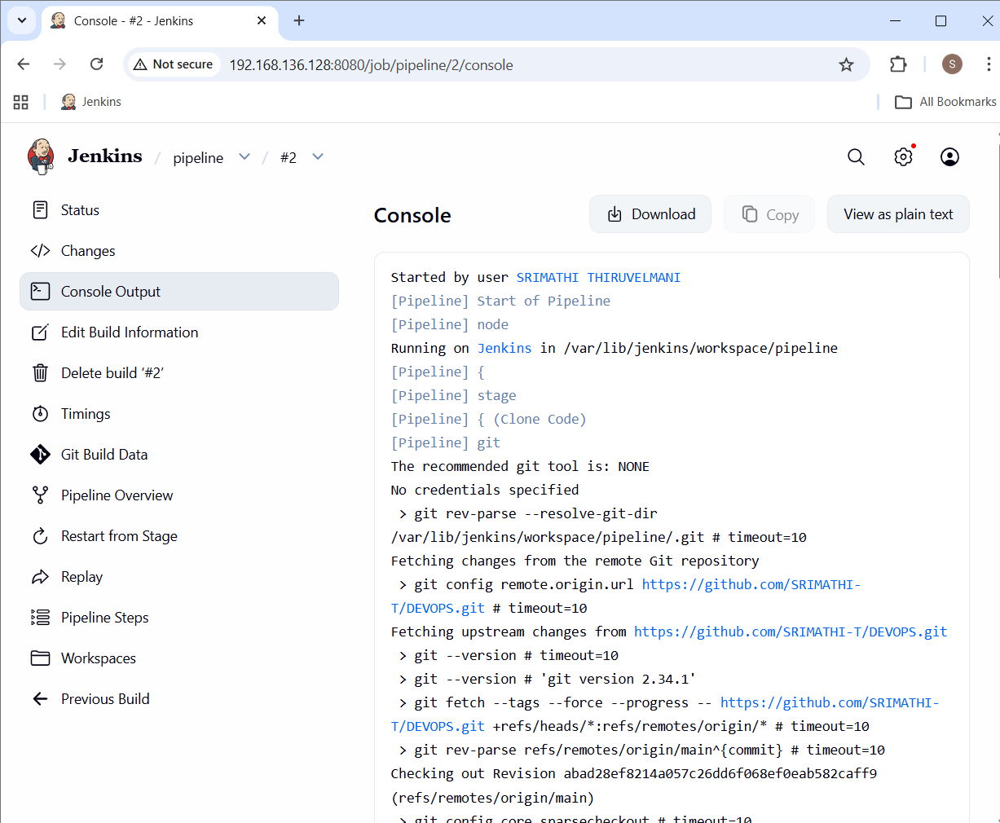 Console - #2 - Jenkins
Not secure
192.168.136.128:8080/job/pipeline/2/console
S
Jenkins
All Bookmarks
Jenkins / pipeline / #2
Status
Changes
Console Output
Edit Build Information
Delete build ‘#2’
Timings
Git Build Data
Pipeline Overview
Restart from Stage
Replay
Pipeline Steps
Workspaces
Previous Build
Console
Download
Copy
View as plain text
Started by user SRIMATHI THIRUVELMANI
[Pipeline] Start of Pipeline
[Pipeline] node
Running on Jenkins in /var/lib/jenkins/workspace/pipeline
[Pipeline] {
[Pipeline] stage
[Pipeline] { (Clone Code)
[Pipeline] git
The recommended git tool is: NONE
No credentials specified
> git rev-parse --resolve-git-dir
/var/lib/jenkins/workspace/pipeline/.git # timeout=10
Fetching changes from the remote Git repository
> git config remote.origin.url https://github.com/SRIMATHI-
T/DEVOPS.git # timeout=10
Fetching upstream changes from https://github.com/SRIMATHI-T/DEVOPS.git
> git --version # timeout=10
> git --version # 'git version 2.34.1'
> git fetch --tags --force --progress -- https://github.com/SRIMATHI-
T/DEVOPS.git +refs/heads/*:refs/remotes/origin/* # timeout=10
> git rev-parse refs/remotes/origin/main^{commit} # timeout=10
Checking out Revision abad28ef8214a057c26dd6f068ef0eab582caff9
(refs/remotes/origin/main)
> git config core.sparsecheckout # timeout=10